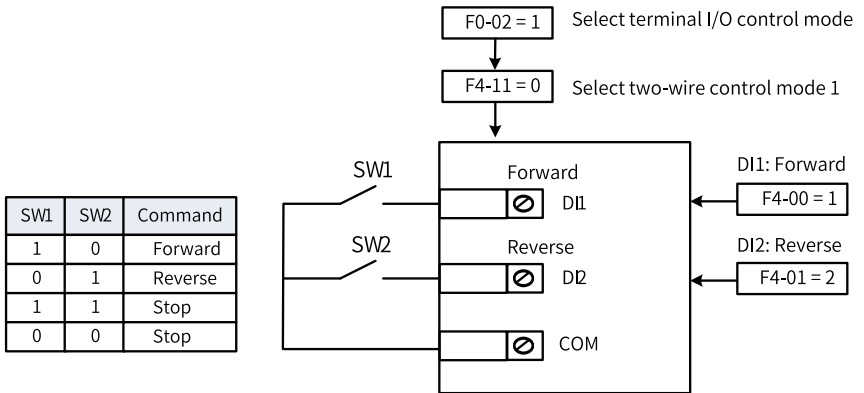 F0-02 = 1 Select terminal I/O control mode
F4-11 = 0 Select two-wire control mode 1
SW1 SW2 Command
1 0 Forward
0 1 Reverse
1 1 Stop
0 0 Stop
SW1
SW2
Forward
DI1
Reverse
DI2
COM
DI1: Forward
F4-00 = 1
DI2: Reverse
F4-01 = 2